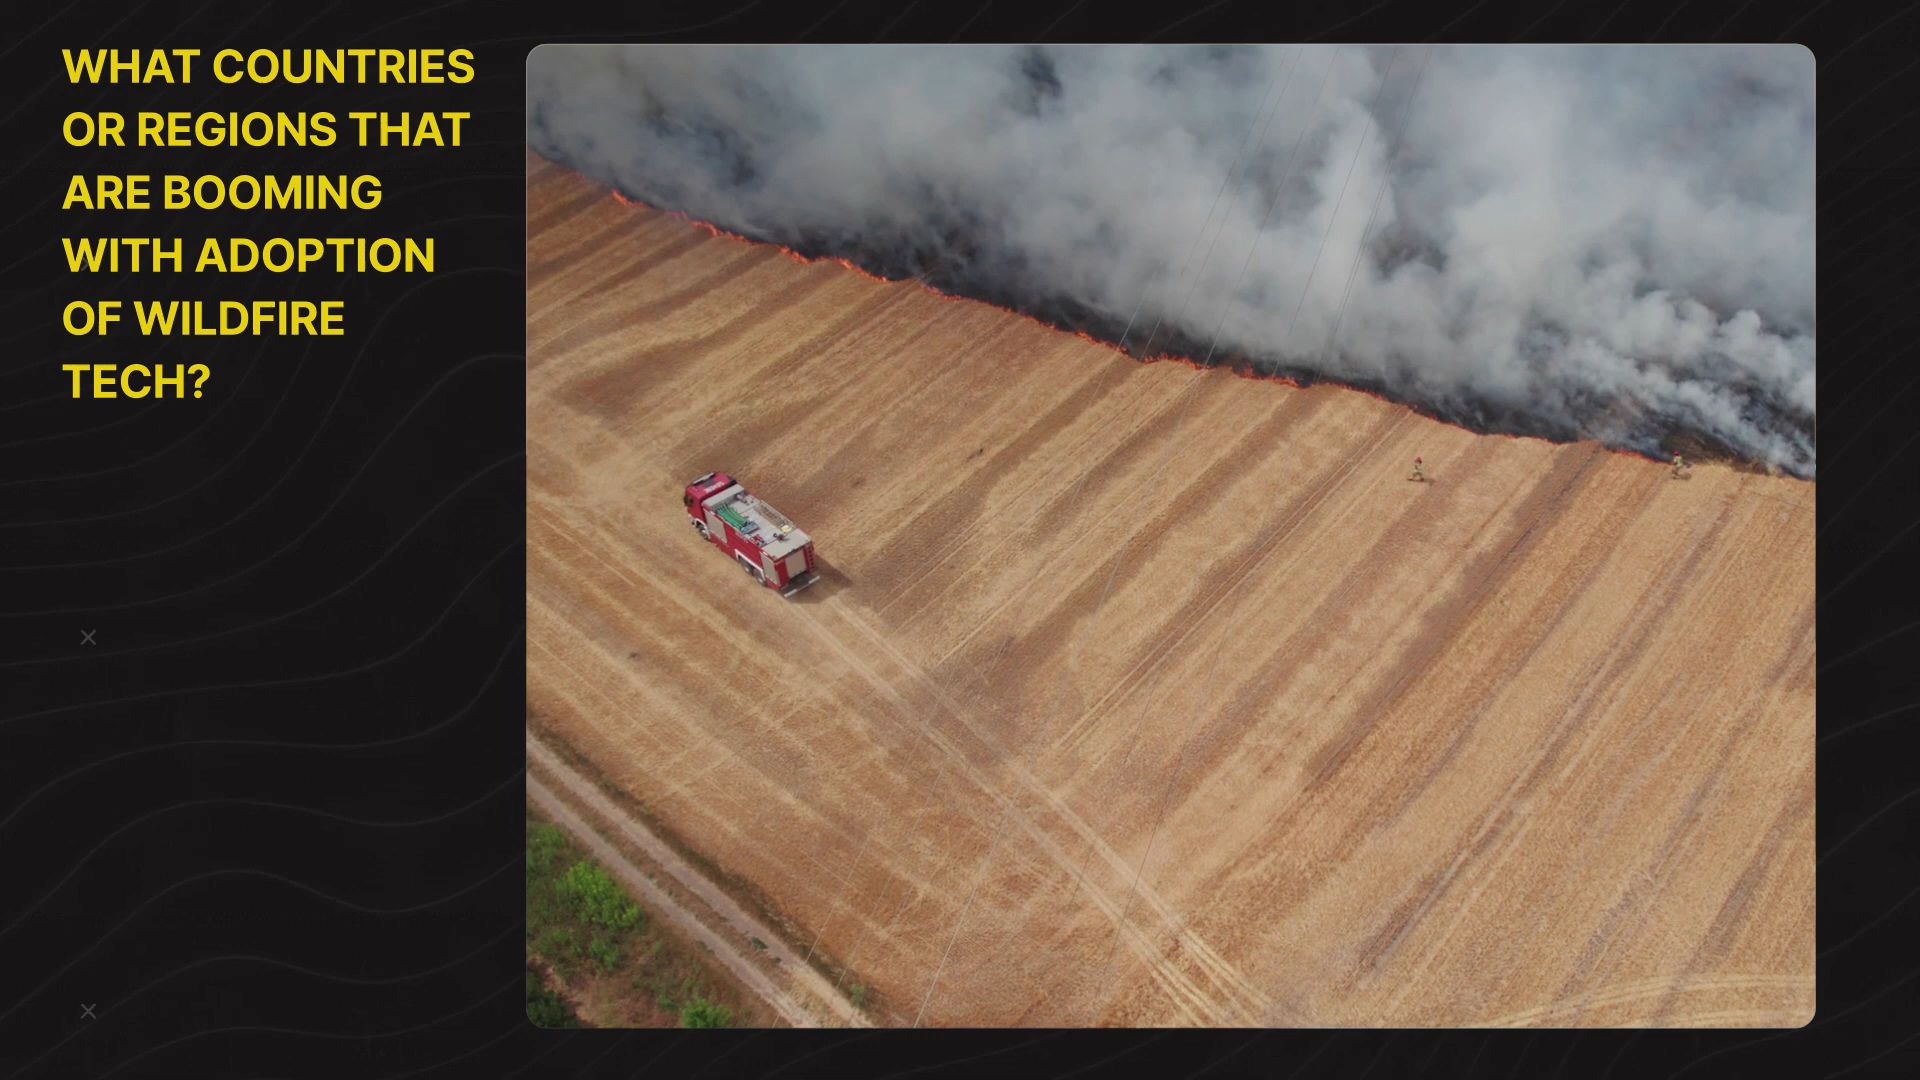 WHAT COUNTRIES
OR REGIONS THAT
ARE BOOMING
WITH ADOPTION
OF WILDFIRE
TECH?